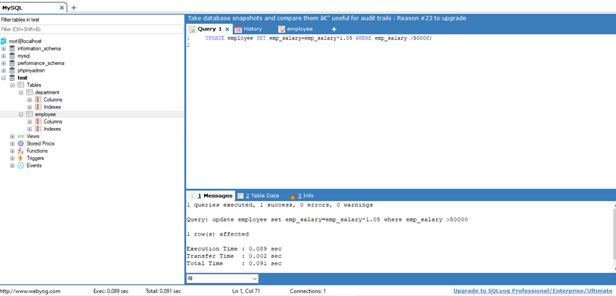 MySQL
Take database snapshots and compare them â€" useful for audit trails : Reason #23 to upgrade
Filter tables in test
Filter (Ctrl+Shift+B)
Query 1 History employee +
1 UPDATE employee SET emp_salary=emp_salary*1.05 WHERE emp_salary >50000;
2
root@localhost
information_schema
mysql
performance_schema
phpmyadmin
test
Tables
department
Columns
Indexes
employee
Columns
Indexes
Views
Stored Procs
Functions
Triggers
Events
1 Messages 2 Table Data 3 Info
1 queries executed, 1 success, 0 errors, 0 warnings
Query: update employee set emp_salary=emp_salary*1.05 where emp_salary >50000
1 row(s) affected
Execution Time : 0.089 sec
Transfer Time : 0.002 sec
Total Time : 0.091 sec
All
http://www.webyog.com Exec: 0.089 sec Total: 0.091 sec Ln 1, Col 71 Connections: 1 Upgrade to SQLyog Professional/Enterprise/Ultimate